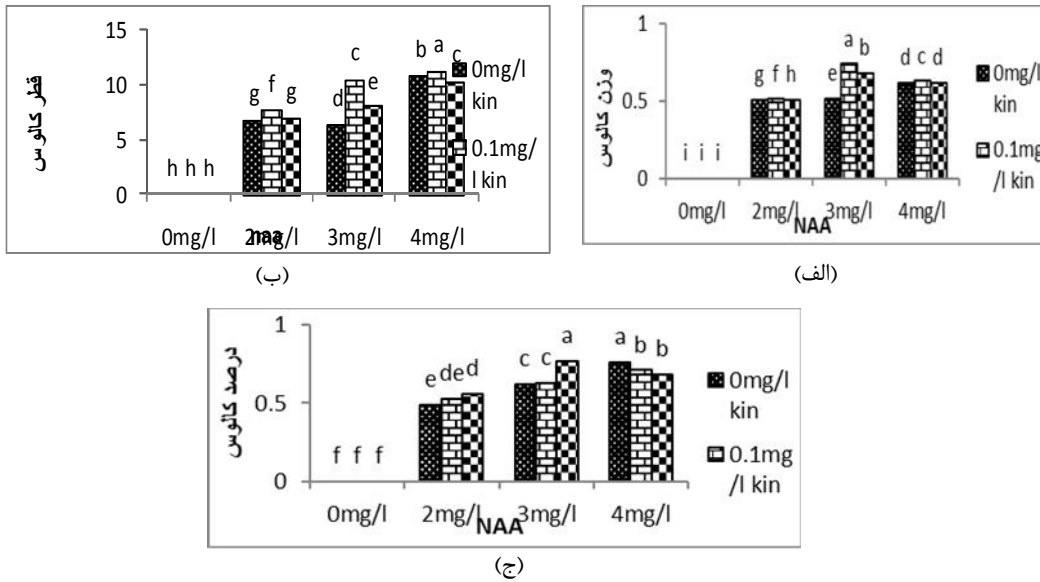 وزن کالوس
1
0.5
0
i i i
g f h
e a b
d c d
0mg/l 2mg/l 3mg/l 4mg/l
NAA
0mg/l
kin
0.1mg
/l kin
(الف)
قطر کالوس
15
10
5
0
h h h
g f g
d c e
b a c
0mg/l 2mg/l 3mg/l 4mg/l
naa
0mg/l
kin
0.1mg/
l kin
(ب)
درصد کالوس
1
0.5
0
f f f
e de d
c c a
a b b
0mg/l 2mg/l 3mg/l 4mg/l
NAA
0mg/l
kin
0.1mg
/l kin
(ج)